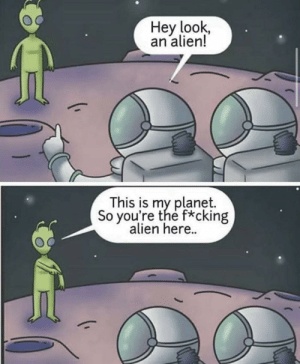 Hey look,
an alien!
This is my planet.
So you're the f*cking
alien here..